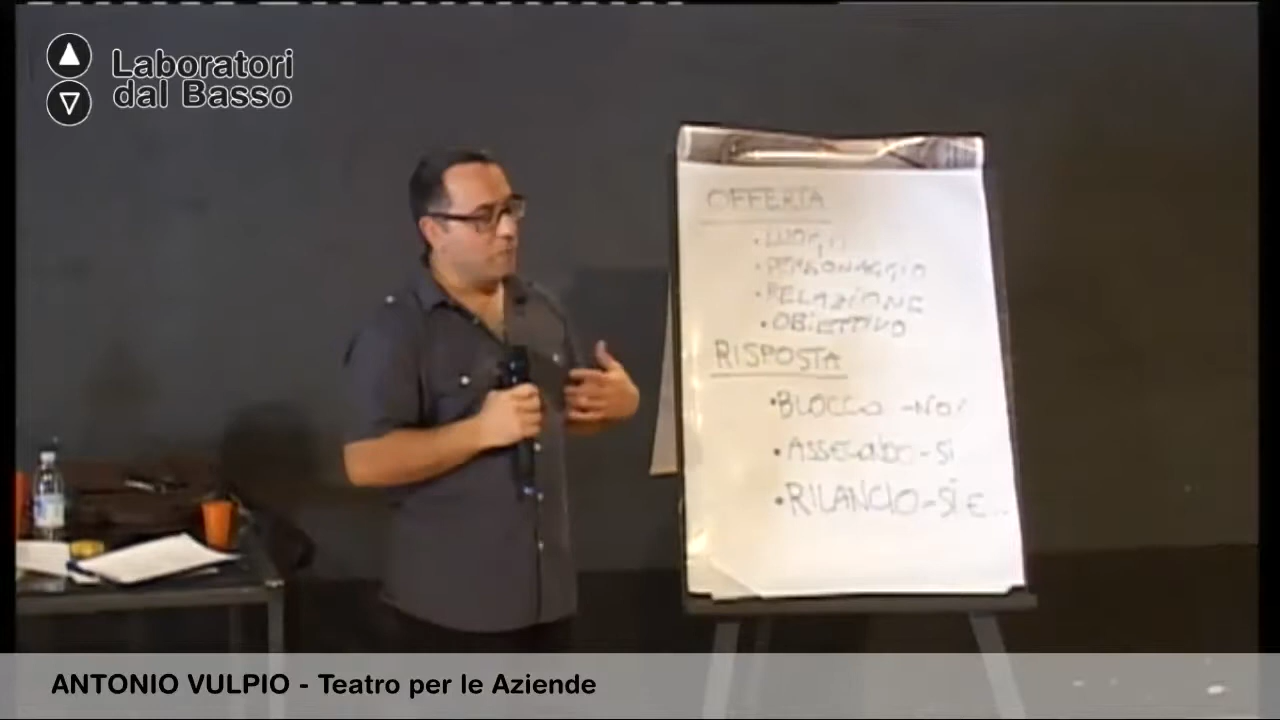 Laboratori
dal Basso
OFFERTA
• LUOGO
• PERSONAGGIO
• RELAZIONE
• OBIETTIVO
RISPOSTA
• BLOCCO - NO!
• ASSECONDO - SI
• RILANCIO - SÌ E...
ANTONIO VULPIO - Teatro per le Aziende